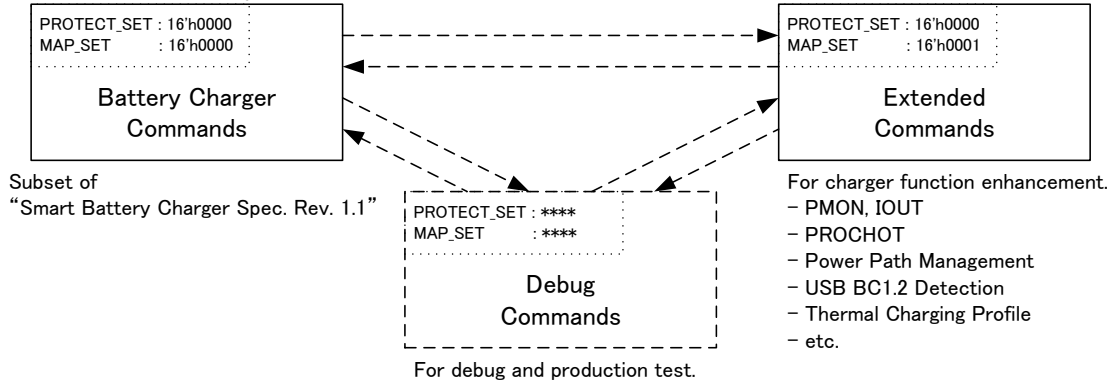 PROTECT_SET : 16'h0000
MAP_SET : 16'h0000
Battery Charger
Commands
Subset of
“Smart Battery Charger Spec. Rev. 1.1”
PROTECT_SET : 16'h0000
MAP_SET : 16'h0001
Extended
Commands
For charger function enhancement.
- PMON, IOUT
- PROCHOT
- Power Path Management
- USB BC1.2 Detection
- Thermal Charging Profile
- etc.
PROTECT_SET : ****
MAP_SET : ****
Debug
Commands
For debug and production test.